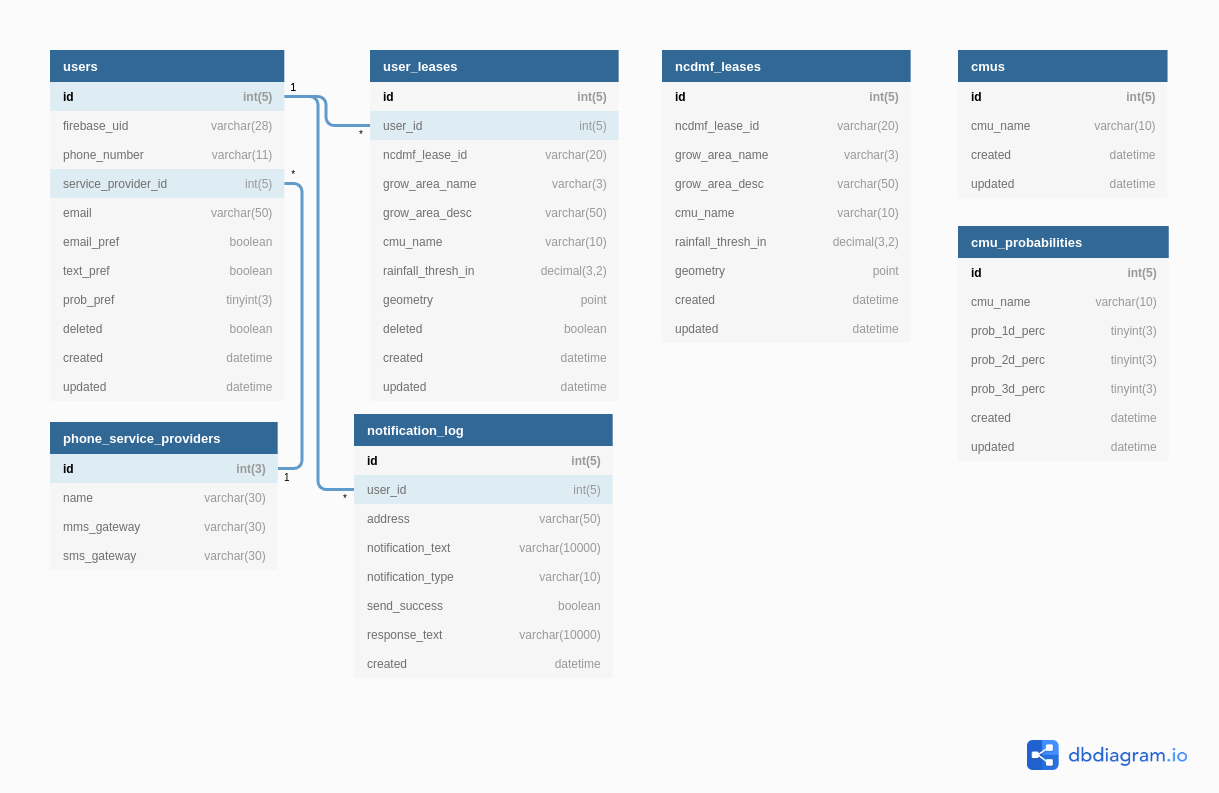 users
id int(5)
firebase_uid varchar(28)
phone_number varchar(11)
service_provider_id int(5)
email varchar(50)
email_pref boolean
text_pref boolean
prob_pref tinyint(3)
deleted boolean
created datetime
updated datetime
1
*
phone_service_providers
id int(3)
name varchar(30)
mms_gateway varchar(30)
sms_gateway varchar(30)
1
user_leases
id int(5)
user_id int(5)
ncdmf_lease_id varchar(20)
grow_area_name varchar(3)
grow_area_desc varchar(50)
cmu_name varchar(10)
rainfall_thresh_in decimal(3,2)
geometry point
deleted boolean
created datetime
updated datetime
*
notification_log
id int(5)
user_id int(5)
address varchar(50)
notification_text varchar(10000)
notification_type varchar(10)
send_success boolean
response_text varchar(10000)
created datetime
*
ncdmf_leases
id int(5)
ncdmf_lease_id varchar(20)
grow_area_name varchar(3)
grow_area_desc varchar(50)
cmu_name varchar(10)
rainfall_thresh_in decimal(3,2)
geometry point
created datetime
updated datetime
cmus
id int(5)
cmu_name varchar(10)
created datetime
updated datetime
cmu_probabilities
id int(5)
cmu_name varchar(10)
prob_1d_perc tinyint(3)
prob_2d_perc tinyint(3)
prob_3d_perc tinyint(3)
created datetime
updated datetime
dbdiagram.io